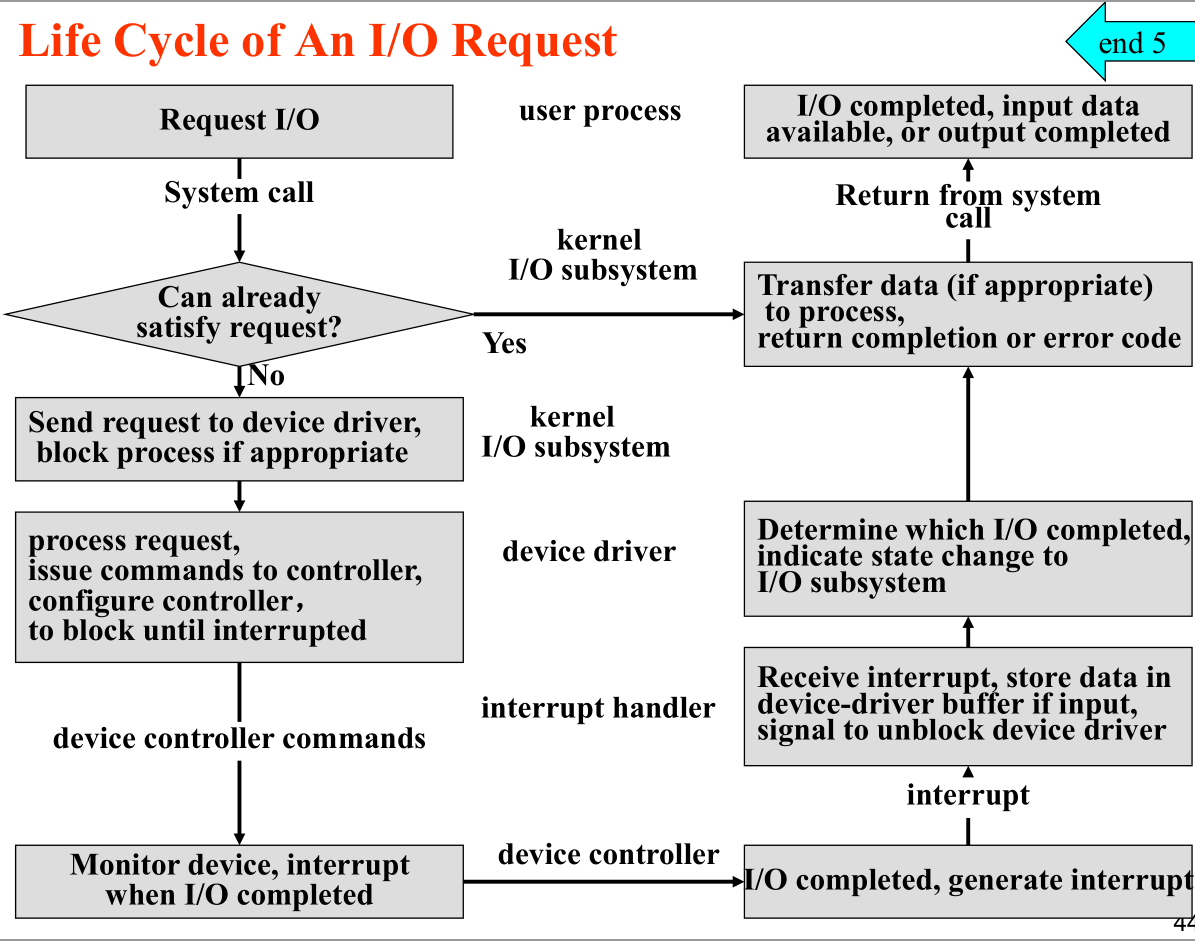 Life Cycle of An I/O Request
end 5
Request I/O
user process
I/O completed, input data
available, or output completed
System call
Return from system
call
kernel
I/O subsystem
Can already
satisfy request?
Yes
Transfer data (if appropriate)
to process,
return completion or error code
No
Send request to device driver,
block process if appropriate
kernel
I/O subsystem
process request,
issue commands to controller,
configure controller，
to block until interrupted
device driver
Determine which I/O completed,
indicate state change to
I/O subsystem
interrupt handler
Receive interrupt, store data in
device-driver buffer if input,
signal to unblock device driver
device controller commands
interrupt
Monitor device, interrupt
when I/O completed
device controller
I/O completed, generate interrupt
44